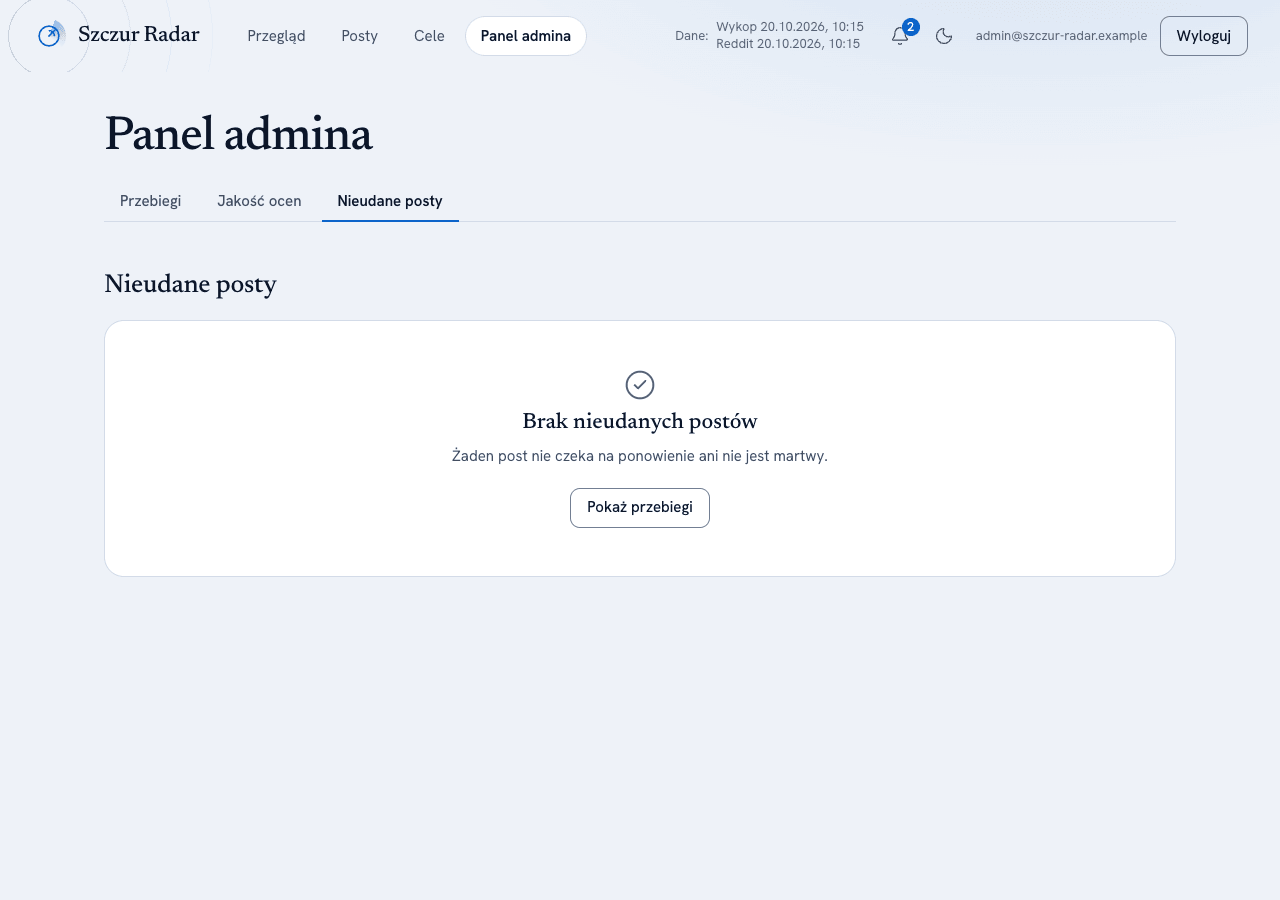 Szczur Radar
Przegląd
Posty
Cele
Panel admina
Dane:
Wykop 20.10.2026, 10:15
Reddit 20.10.2026, 10:15
2
admin@szczur-radar.example
Wyloguj
Panel admina
Przebiegi
Jakość ocen
Nieudane posty
Nieudane posty
Brak nieudanych postów
Żaden post nie czeka na ponowienie ani nie jest martwy.
Pokaż przebiegi